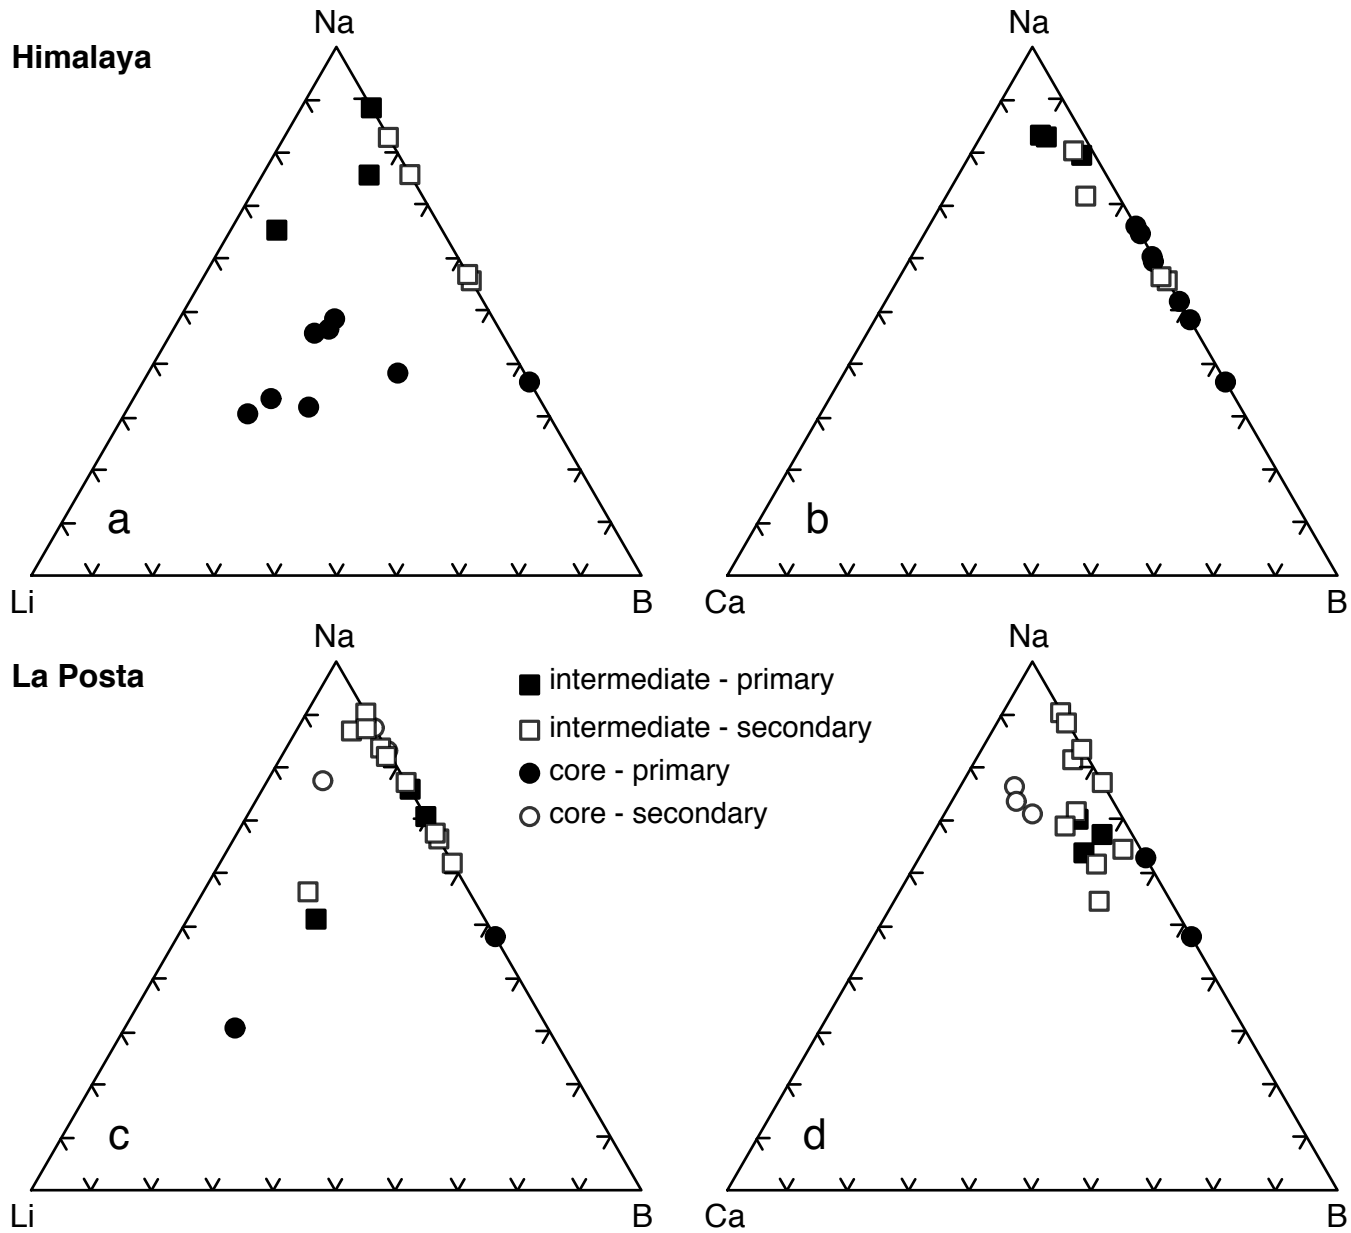 Na
Na
Himalaya
a
b
Li
B
Ca
B
Na
Na
La Posta
intermediate - primary
intermediate - secondary
core - primary
core - secondary
c
d
Li
B
Ca
B